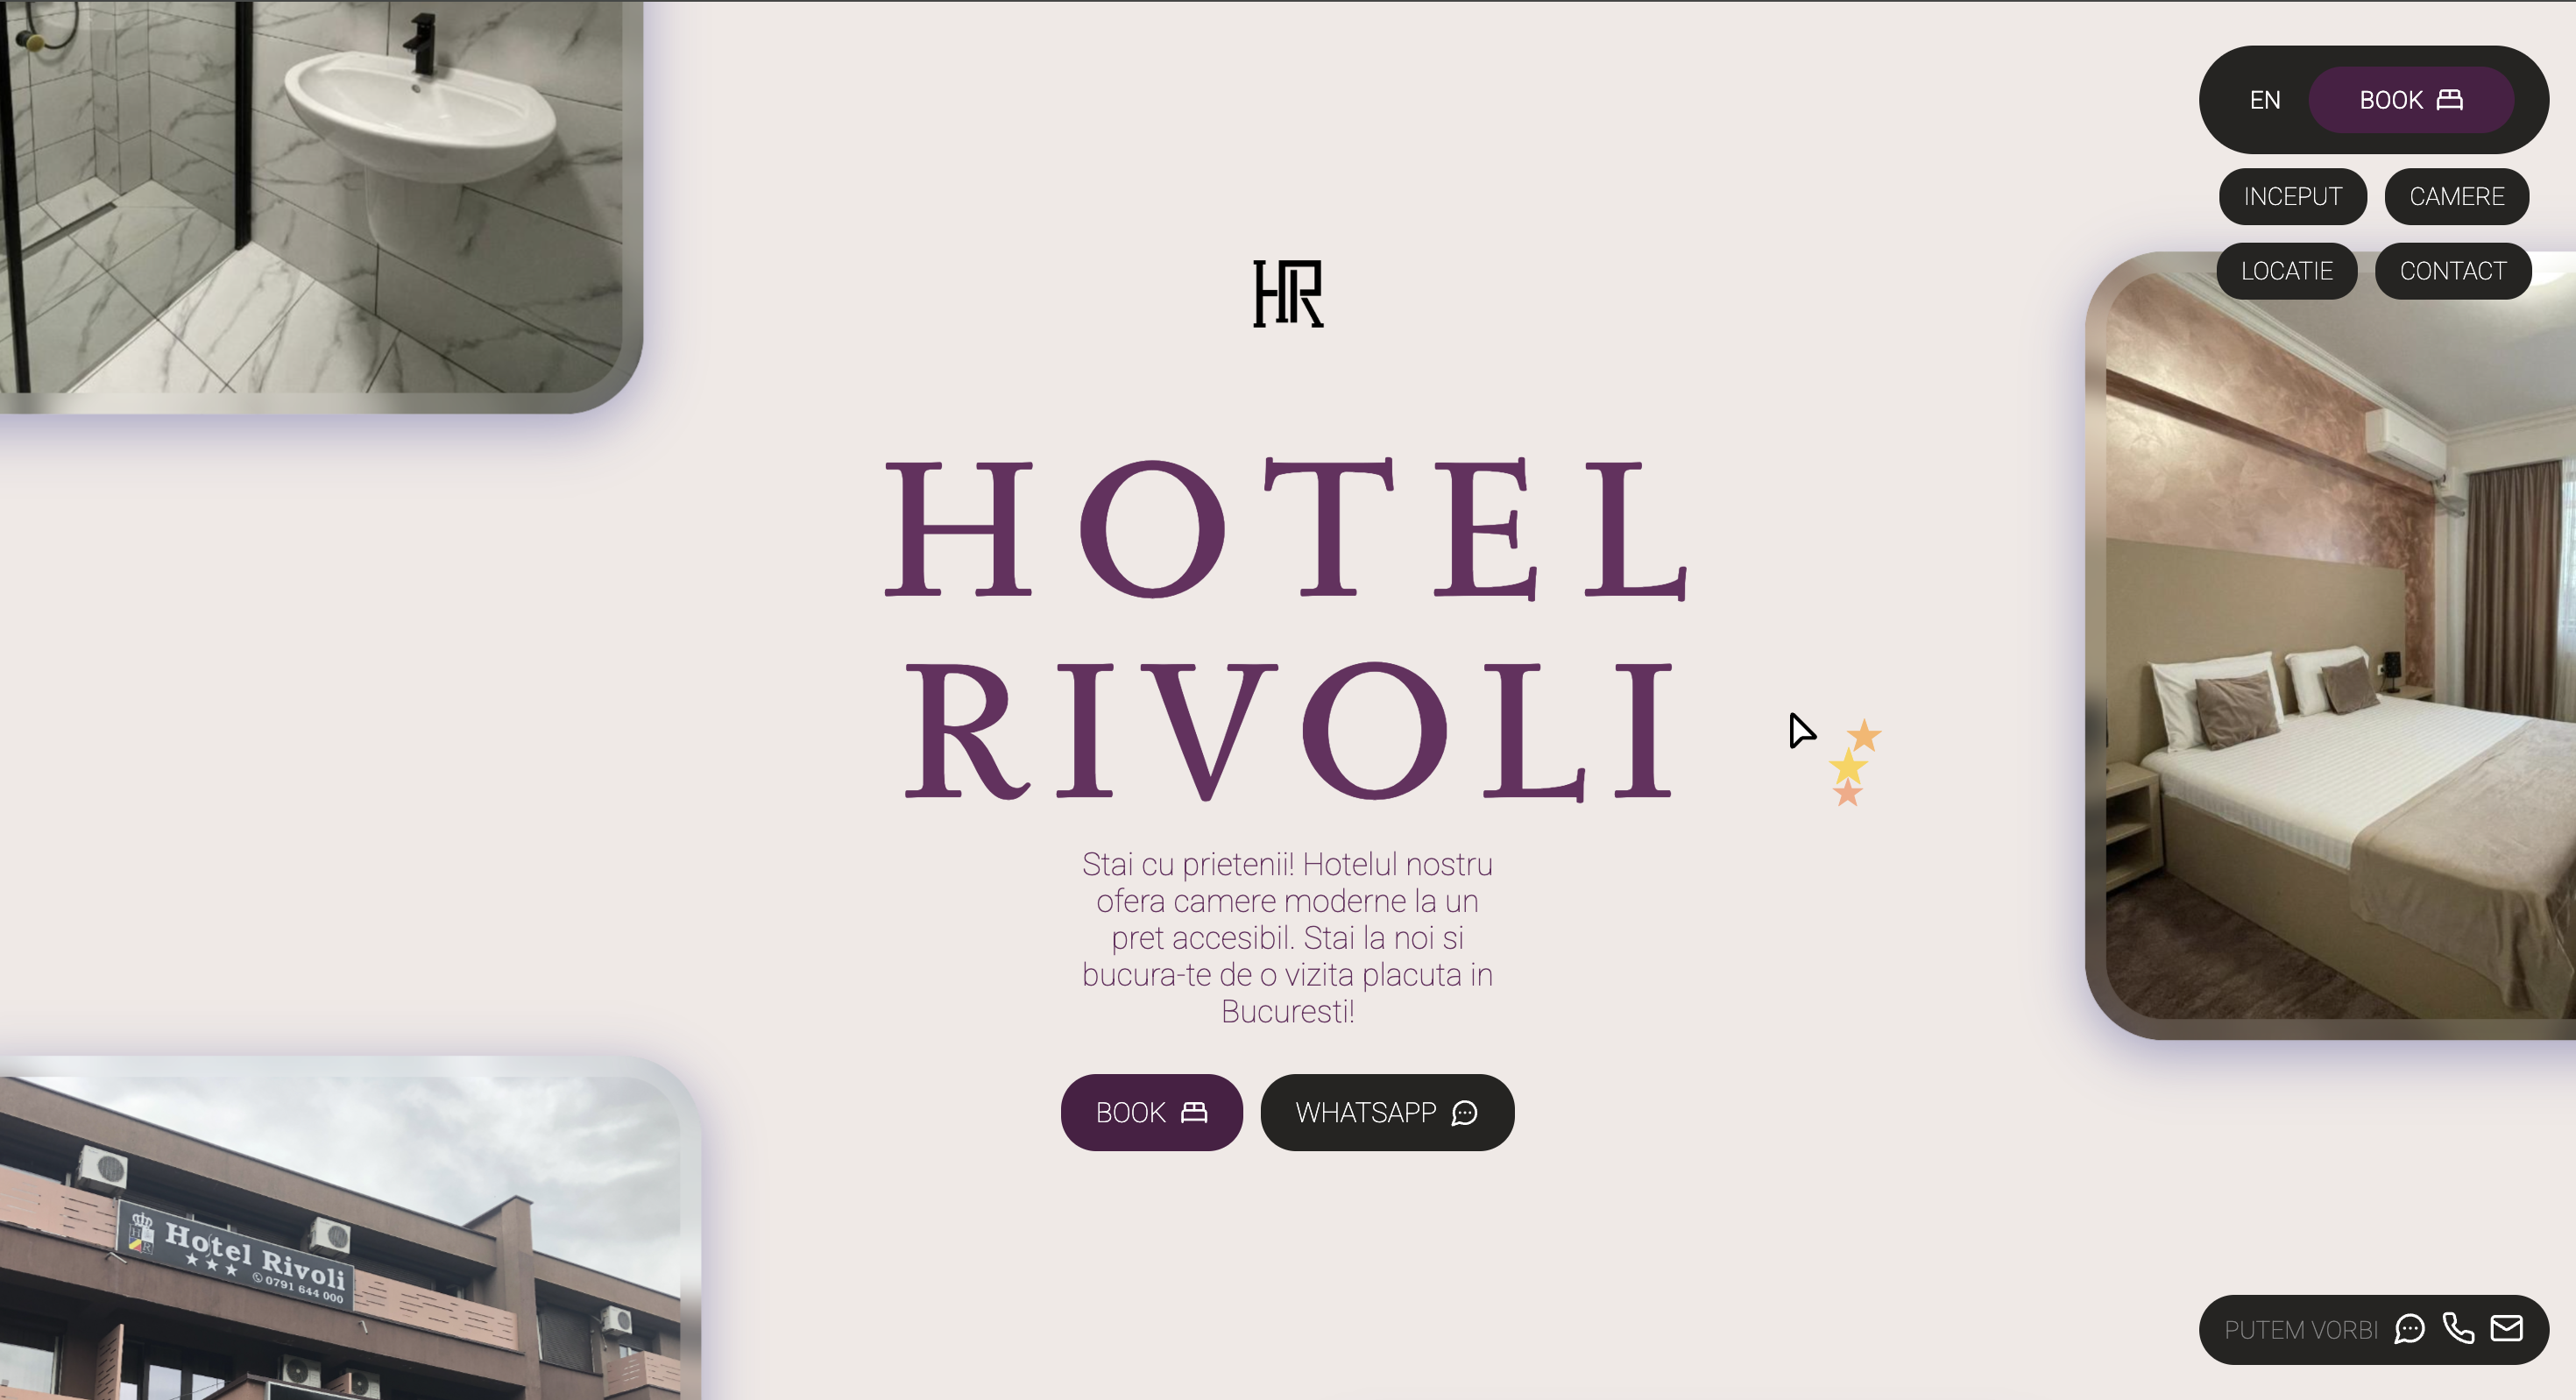 EN
BOOK
INCEPUT
CAMERE
LOCATIE
CONTACT
HR
HOTEL
RIVOLI
Stai cu prietenii! Hotelul nostru
ofera camere moderne la un
pret accesibil. Stai la noi si
bucura-te de o vizita placuta in
Bucuresti!
BOOK
WHATSAPP
H R
Hotel Rivoli
0791 644 000
PUTEM VORBI